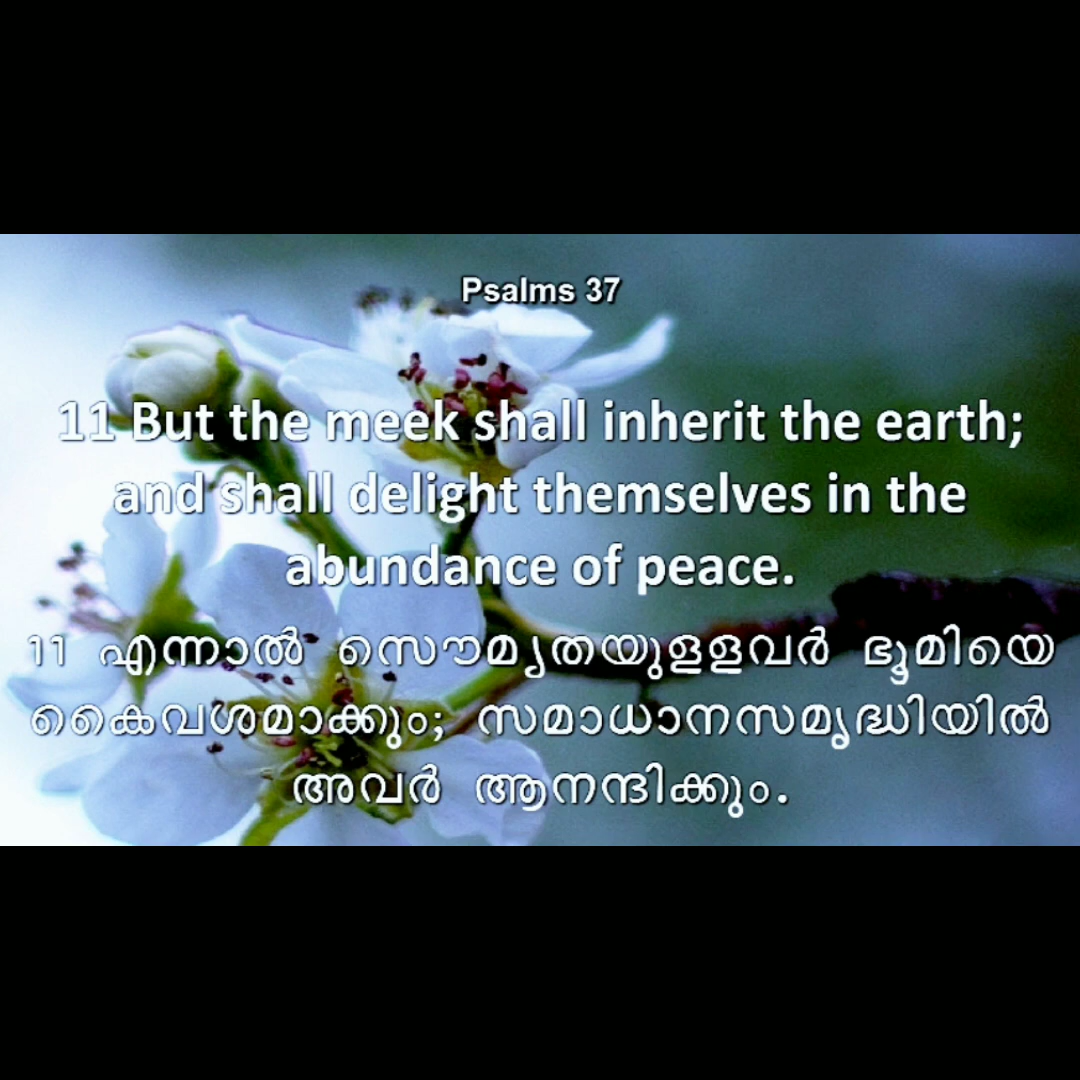 Psalms 37
11 But the meek shall inherit the earth;
and shall delight themselves in the
abundance of peace.
11 എന്നാൽ സൌമ്യതയുള്ളവർ ഭൂമിയെ
കൈവശമാക്കും; സമാധാനസമൃദ്ധിയിൽ
അവർ ആനന്ദിക്കും.